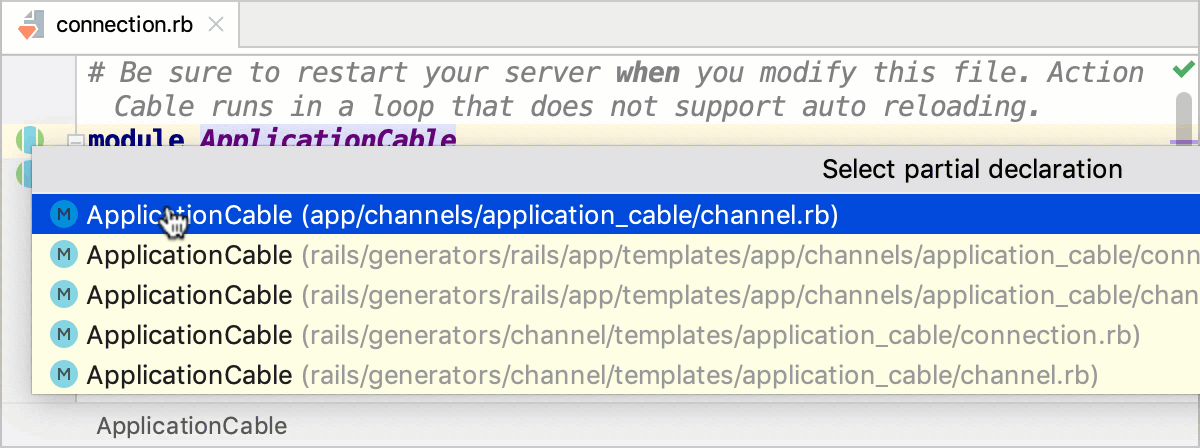 connection.rb
# Be sure to restart your server when you modify this file. Action
Cable runs in a loop that does not support auto reloading.
module ApplicationCable
Select partial declaration
M ApplicationCable (app/channels/application_cable/channel.rb)
M ApplicationCable (rails/generators/rails/app/templates/app/channels/application_cable/conn
M ApplicationCable (rails/generators/rails/app/templates/app/channels/application_cable/chan
M ApplicationCable (rails/generators/channel/templates/application_cable/connection.rb)
M ApplicationCable (rails/generators/channel/templates/application_cable/channel.rb)
ApplicationCable